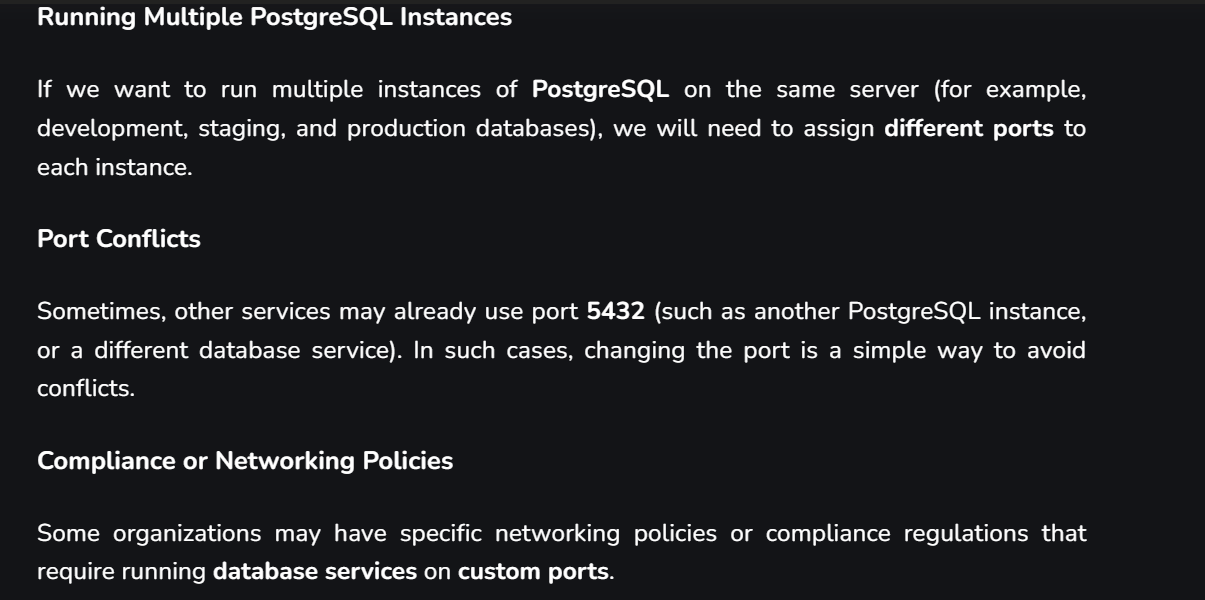 Running Multiple PostgreSQL Instances
If we want to run multiple instances of PostgreSQL on the same server (for example,
development, staging, and production databases), we will need to assign different ports to
each instance.
Port Conflicts
Sometimes, other services may already use port 5432 (such as another PostgreSQL instance,
or a different database service). In such cases, changing the port is a simple way to avoid
conflicts.
Compliance or Networking Policies
Some organizations may have specific networking policies or compliance regulations that
require running database services on custom ports.